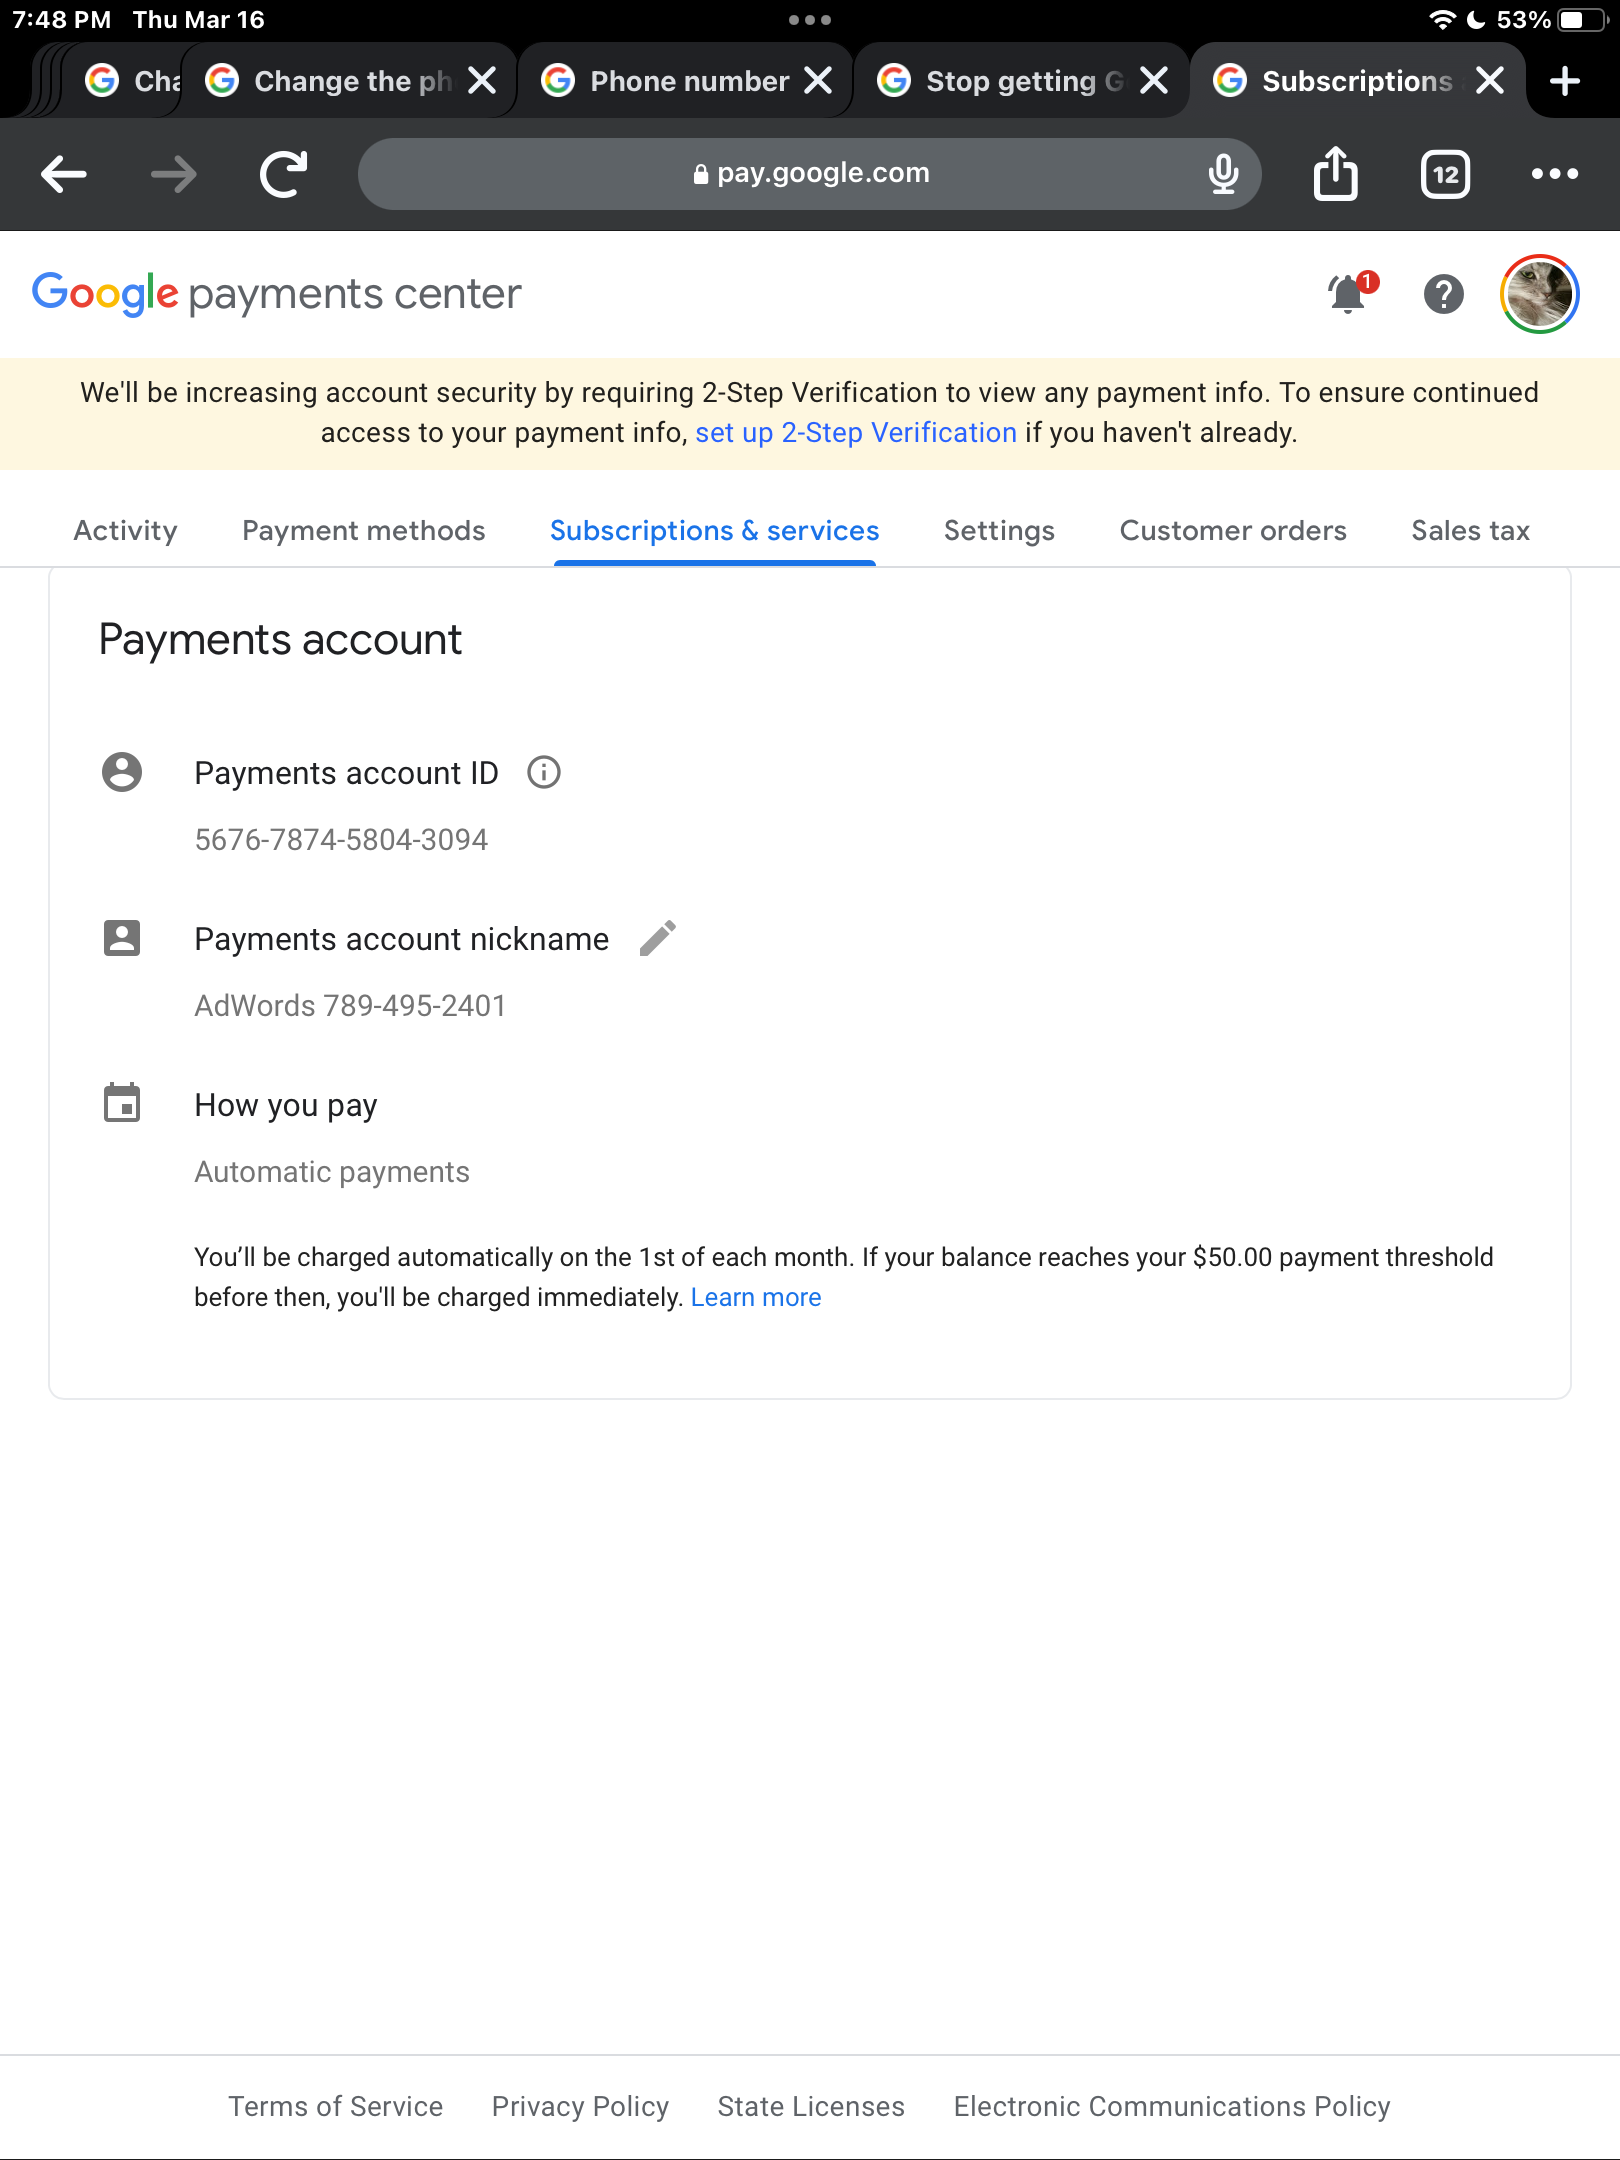 7:48 PM Thu Mar 16 53%
Cha Change the ph Phone number Stop getting G Subscriptions
pay.google.com 12
Google payments center 1
We'll be increasing account security by requiring 2-Step Verification to view any payment info. To ensure continued
access to your payment info, set up 2-Step Verification if you haven't already.
Activity Payment methods Subscriptions & services Settings Customer orders Sales tax
Payments account
Payments account ID
5676-7874-5804-3094
Payments account nickname
AdWords 789-495-2401
How you pay
Automatic payments
You’ll be charged automatically on the 1st of each month. If your balance reaches your $50.00 payment threshold
before then, you'll be charged immediately. Learn more
Terms of Service Privacy Policy State Licenses Electronic Communications Policy